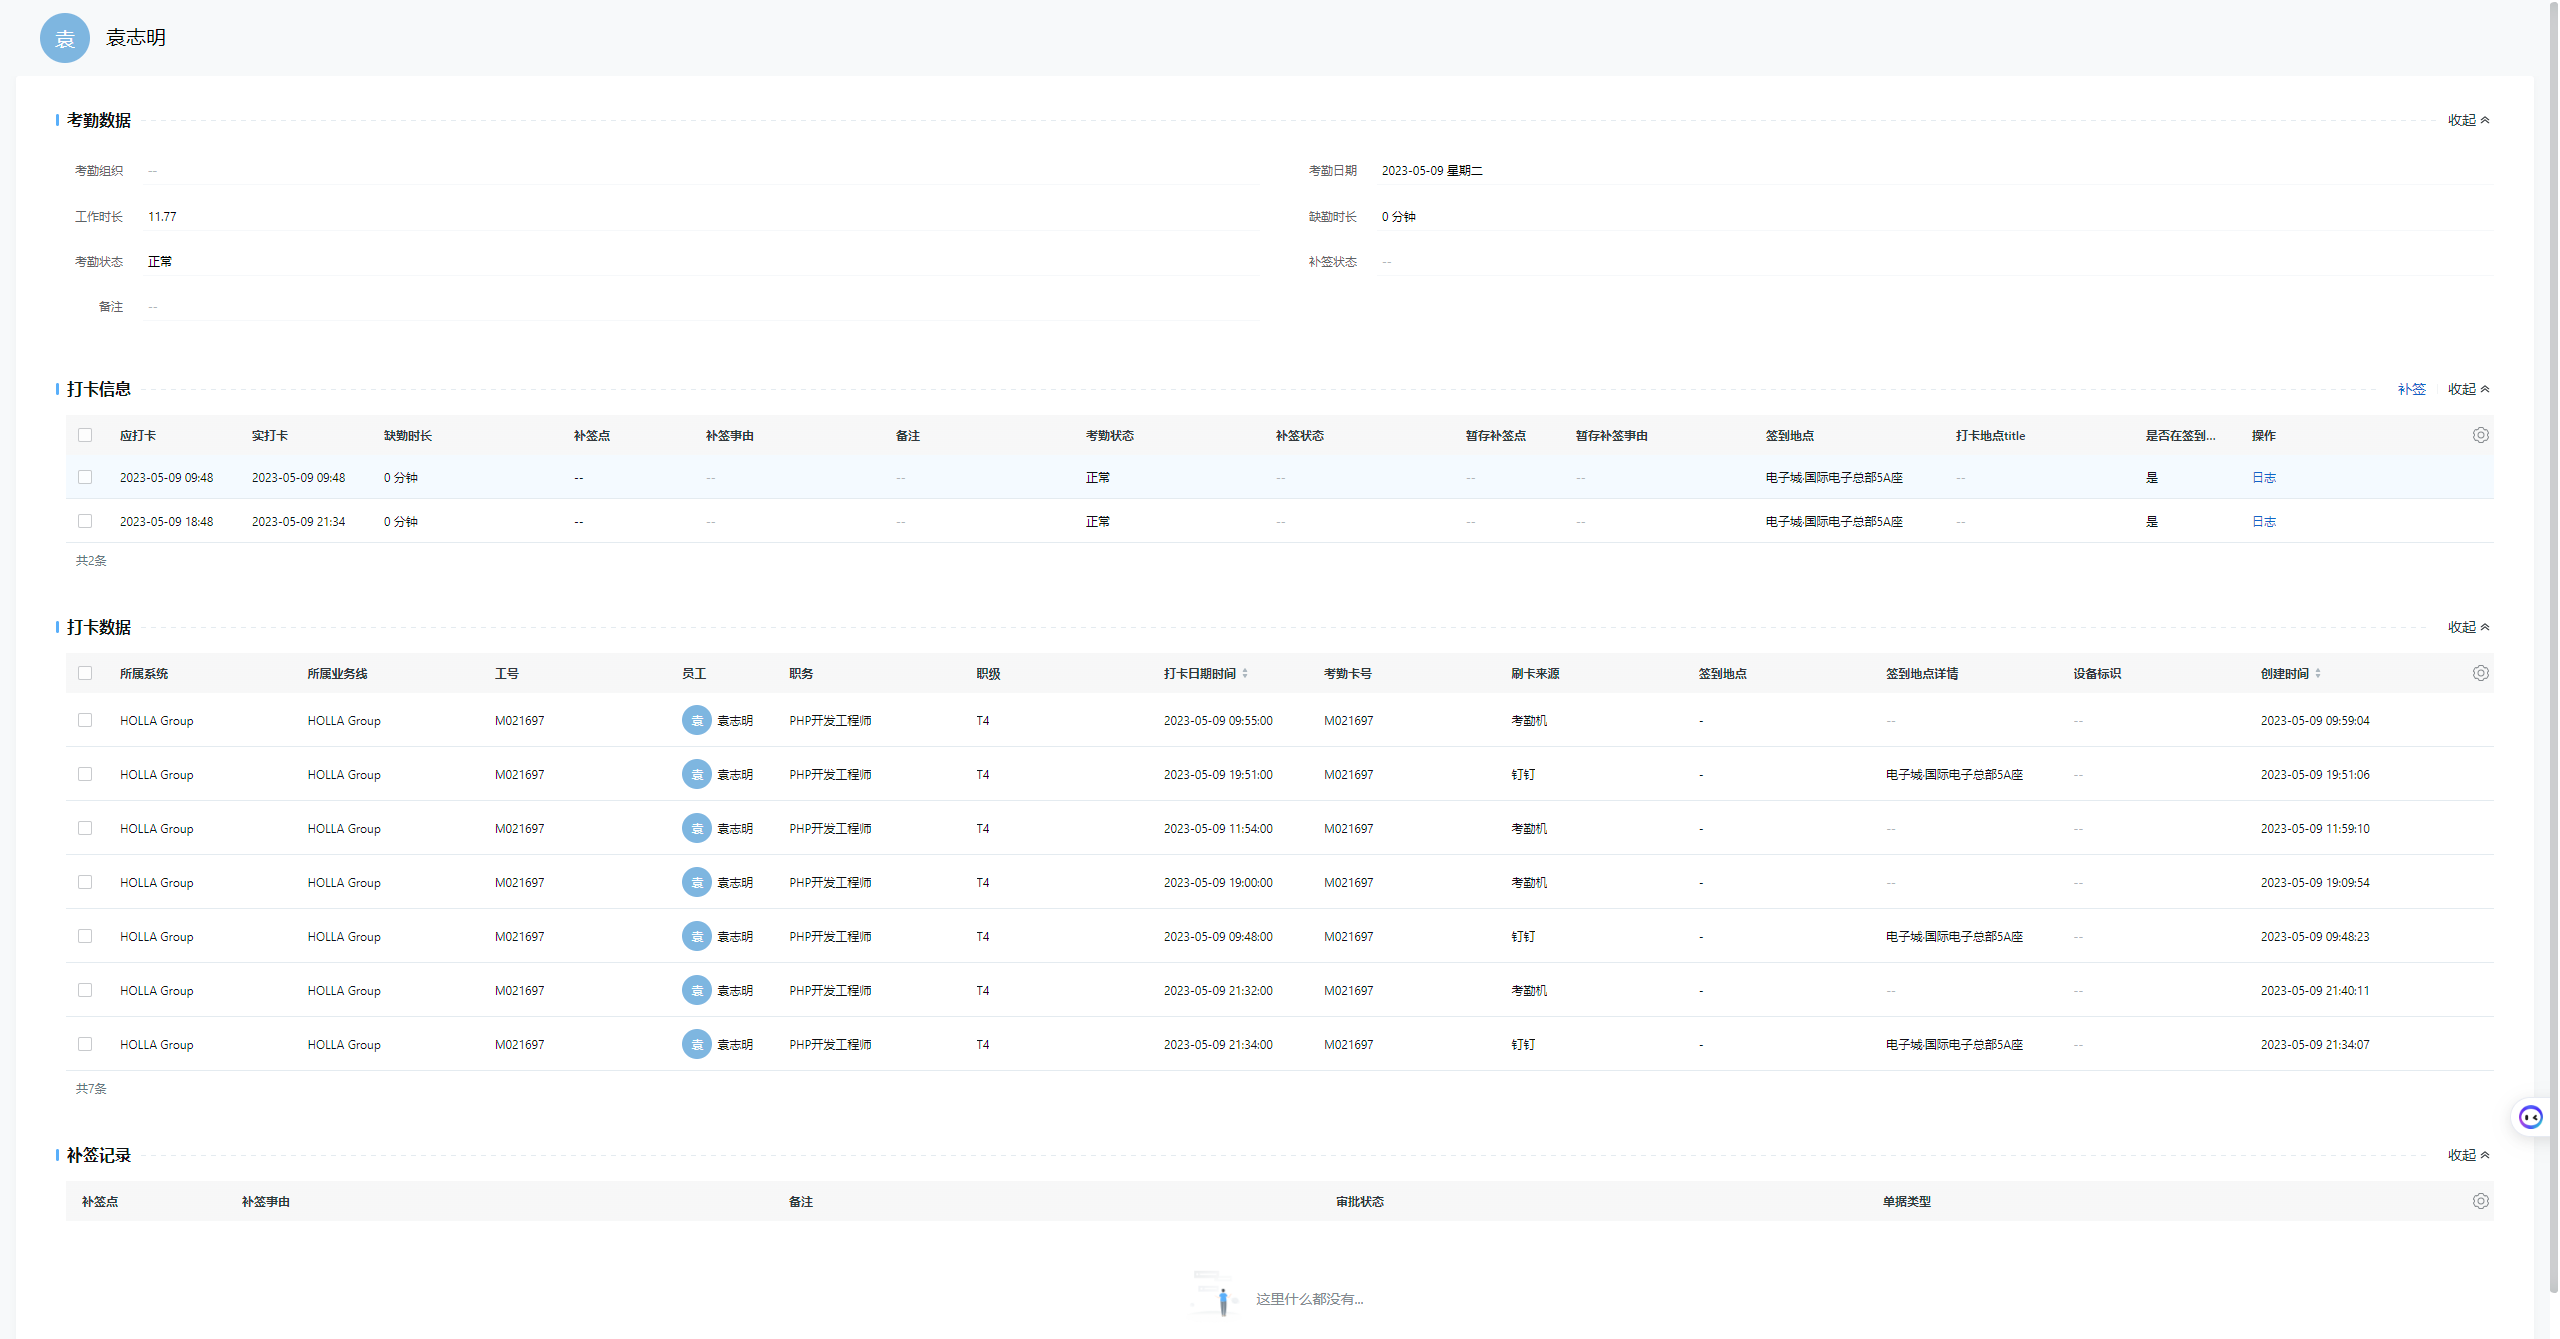 袁 袁志明
考勤数据 收起
考勤组织 -- 考勤日期 2023-05-09 星期二
工作时长 11.77 缺勤时长 0 分钟
考勤状态 正常 补签状态 --
备注 --
打卡信息 补签 收起
应打卡 实打卡 缺勤时长 补签点 补签事由 备注 考勤状态 补签状态 暂存补签点 暂存补签事由 签到地点 打卡地点title 是否在签到... 操作
2023-05-09 09:48 2023-05-09 09:48 0 分钟 -- -- -- 正常 -- -- -- 电子城·国际电子总部5A座 -- 是 日志
2023-05-09 18:48 2023-05-09 21:34 0 分钟 -- -- -- 正常 -- -- -- 电子城·国际电子总部5A座 -- 是 日志
共2条
打卡数据 收起
所属系统 所属业务线 工号 员工 职务 职级 打卡日期时间 考勤卡号 刷卡来源 签到地点 签到地点详情 设备标识 创建时间
HOLLA Group HOLLA Group M021697 袁 袁志明 PHP开发工程师 T4 2023-05-09 09:55:00 M021697 考勤机 - -- -- 2023-05-09 09:59:04
HOLLA Group HOLLA Group M021697 袁 袁志明 PHP开发工程师 T4 2023-05-09 19:51:00 M021697 钉钉 - 电子城·国际电子总部5A座 -- 2023-05-09 19:51:06
HOLLA Group HOLLA Group M021697 袁 袁志明 PHP开发工程师 T4 2023-05-09 11:54:00 M021697 考勤机 - -- -- 2023-05-09 11:59:10
HOLLA Group HOLLA Group M021697 袁 袁志明 PHP开发工程师 T4 2023-05-09 19:00:00 M021697 考勤机 - -- -- 2023-05-09 19:09:54
HOLLA Group HOLLA Group M021697 袁 袁志明 PHP开发工程师 T4 2023-05-09 09:48:00 M021697 钉钉 - 电子城·国际电子总部5A座 -- 2023-05-09 09:48:23
HOLLA Group HOLLA Group M021697 袁 袁志明 PHP开发工程师 T4 2023-05-09 21:32:00 M021697 考勤机 - -- -- 2023-05-09 21:40:11
HOLLA Group HOLLA Group M021697 袁 袁志明 PHP开发工程师 T4 2023-05-09 21:34:00 M021697 钉钉 - 电子城·国际电子总部5A座 -- 2023-05-09 21:34:07
共7条
补签记录 收起
补签点 补签事由 备注 审批状态 单据类型
这里什么都没有...